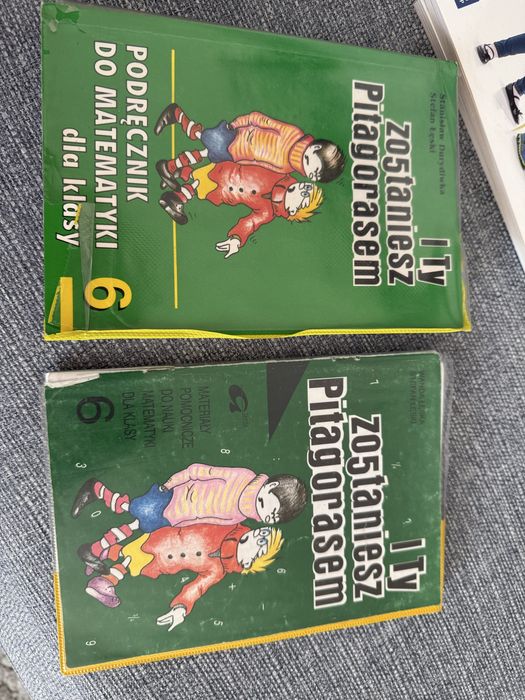 Stanisław Durydiwka
Stefan Łęski
I Ty
zostaniesz
Pitagorasem
PODRĘCZNIK
DO MATEMATYKI
dla klasy
6
I Ty
zostaniesz
Pitagorasem
MATERIAŁY
POMOCNICZE
DO NAUKI
MATEMATYKI
DLA KLASY
6